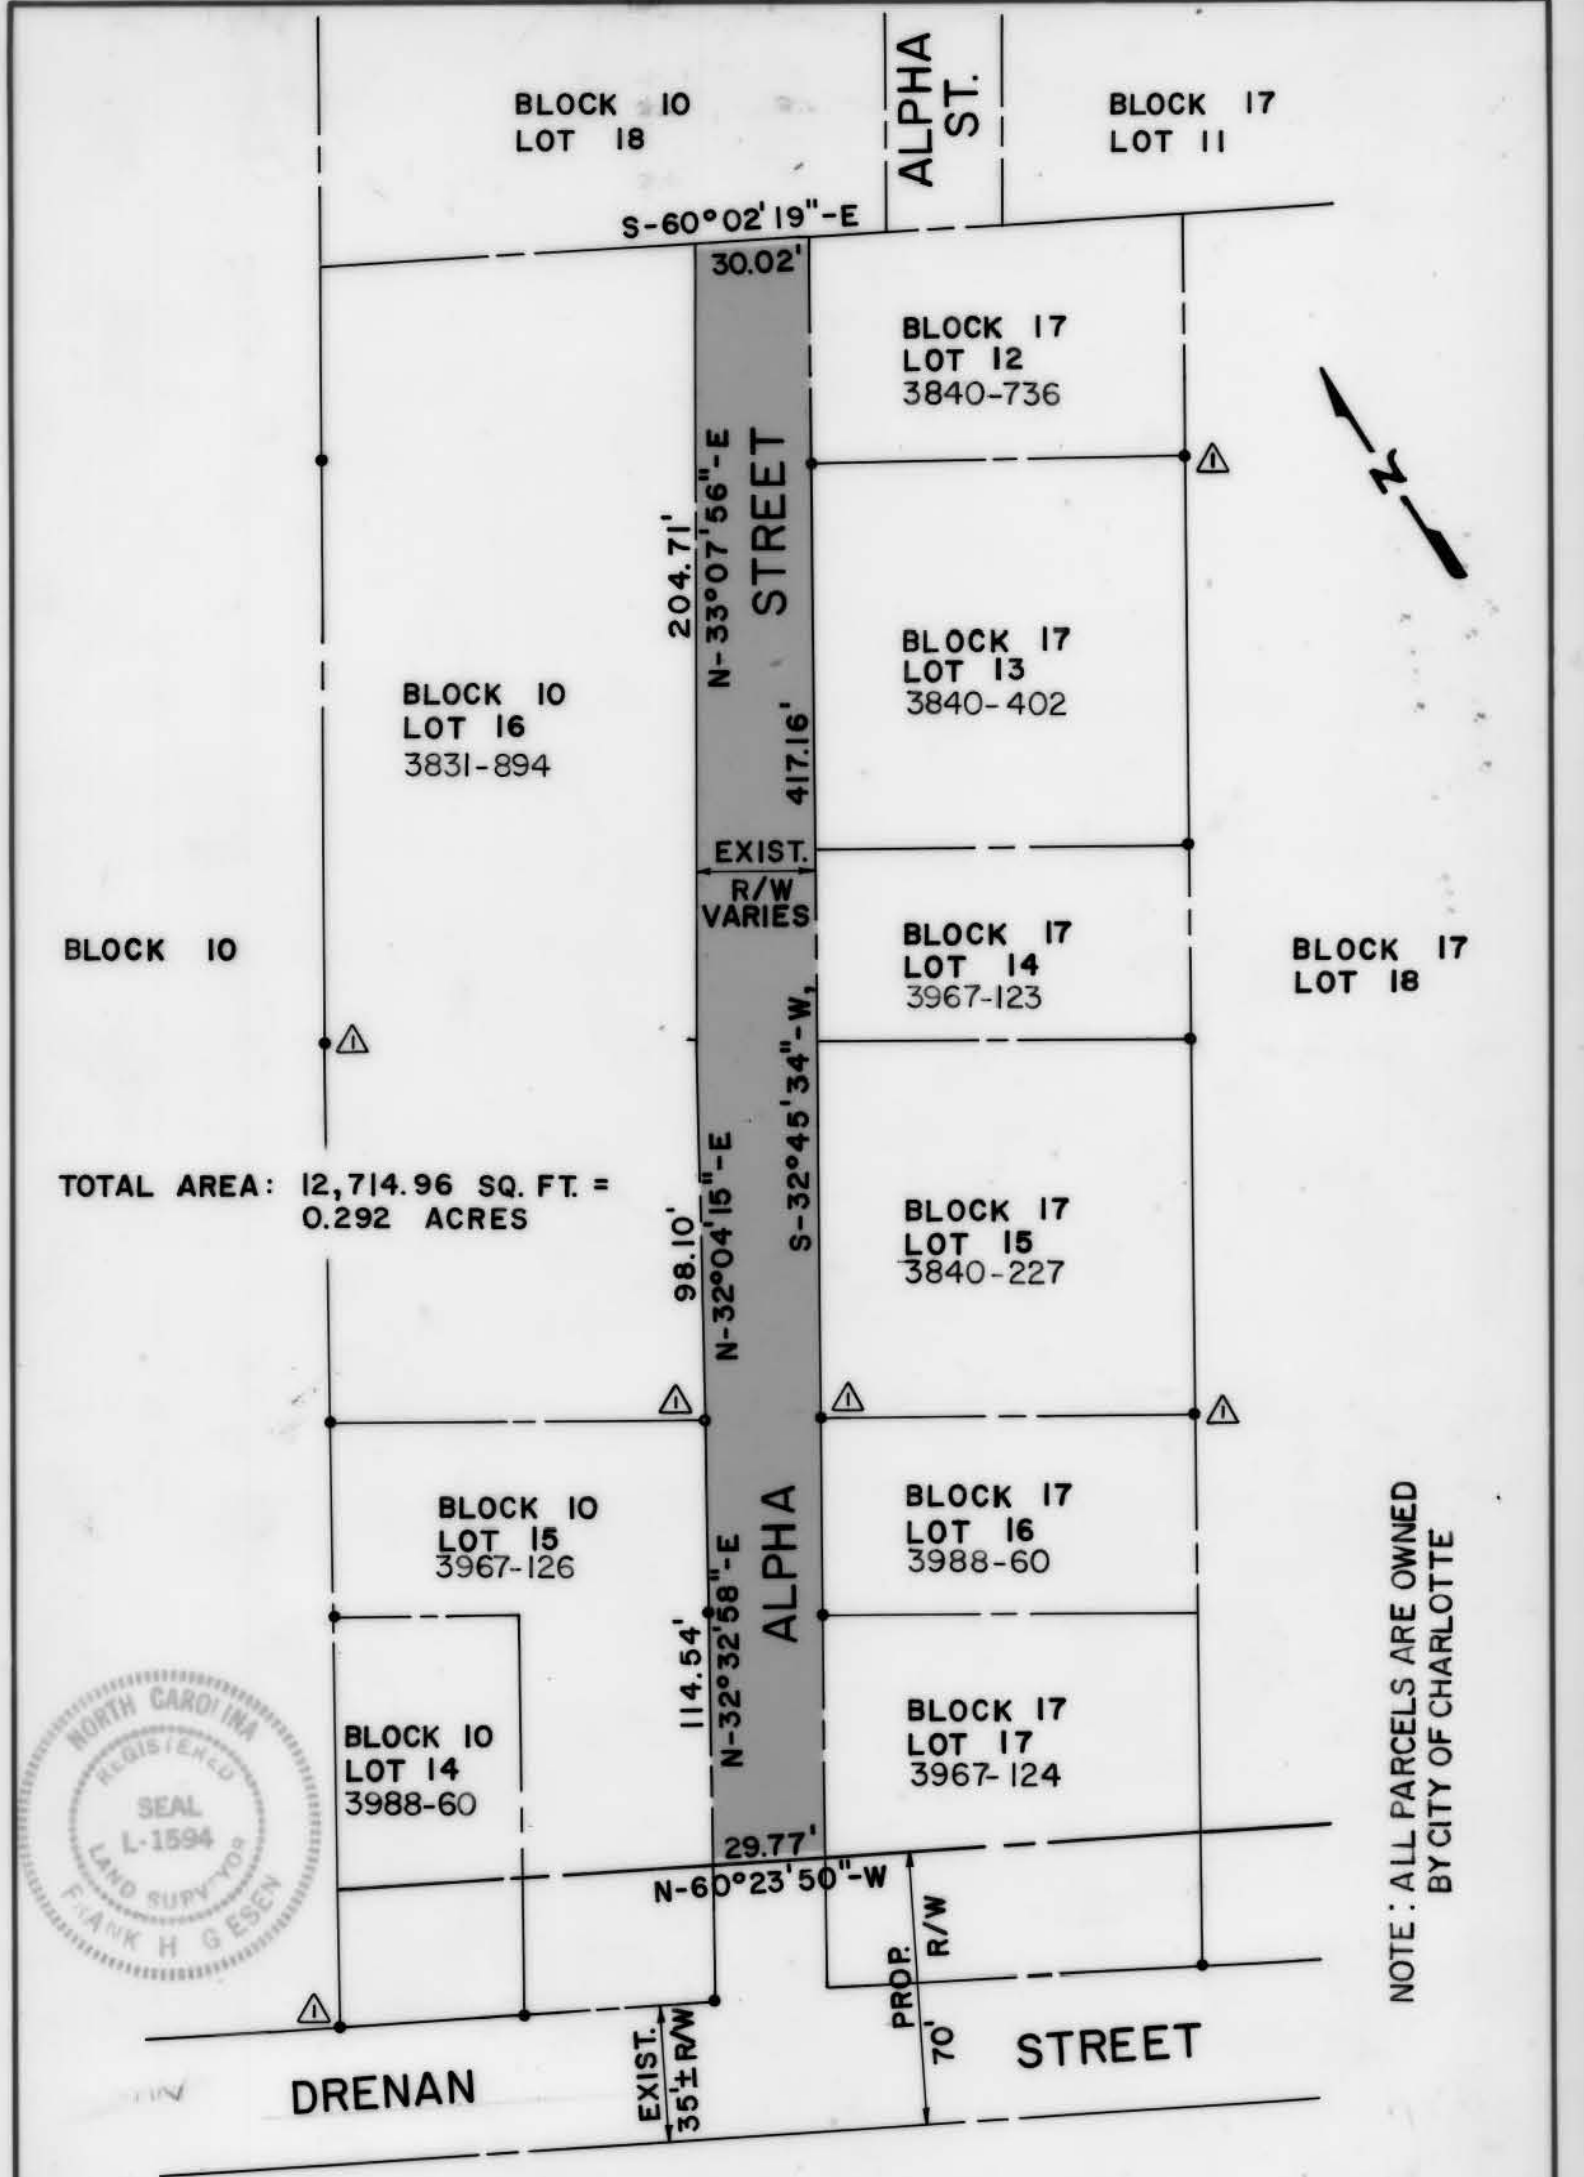 ALPHA
ST.
BLOCK 10
LOT 18
BLOCK 17
LOT 11
S-60°02'19"-E
30.02'
BLOCK 17
LOT 12
3840-736
N
204.71'
N-33°07'56"-E
STREET
BLOCK 17
LOT 13
3840-402
BLOCK 10
LOT 16
3831-894
417.16'
EXIST.
R/W
VARIES
BLOCK 10
BLOCK 17
LOT 14
3967-123
BLOCK 17
LOT 18
1
1
S-32°45'34"-W,
TOTAL AREA: 12,714.96 SQ. FT. =
0.292 ACRES
98.10'
N-32°04'15"-E
BLOCK 17
LOT 15
3840-227
1
1
1
BLOCK 10
LOT 15
3967-126
ALPHA
BLOCK 17
LOT 16
3988-60
114.54'
N-32°32'58"-E
NORTH CAROLINA
REGISTERED
SEAL
L-1594
LAND SURVEYOR
FRANK H
BLOCK 10
LOT 14
3988-60
BLOCK 17
LOT 17
3967-124
NOTE: ALL PARCELS ARE OWNED
BY CITY OF CHARLOTTE
29.77'
N-60°23'50"-W
1
PROP. R/W
70'
EXIST.
35'± R/W
DRENAN
STREET